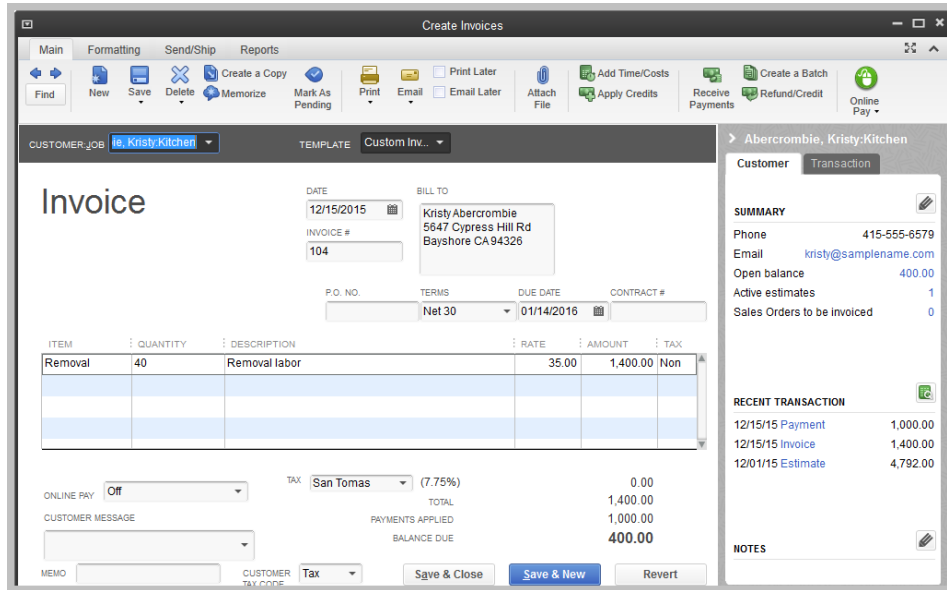 Create Invoices
Main Formatting Send/Ship Reports
Find New Save Delete Create a Copy Memorize Mark As Pending Print Email Print Later Email Later Attach File Add Time/Costs Apply Credits Receive Payments Create a Batch Refund/Credit Online Pay
CUSTOMER:JOB Kristy:Kitchen TEMPLATE Custom Inv...
Abercrombie, Kristy:Kitchen
Customer Transaction
Invoice
DATE
12/15/2015
INVOICE #
104
BILL TO
Kristy Abercrombie
5647 Cypress Hill Rd
Bayshore CA 94326
P.O. NO. TERMS DUE DATE CONTRACT #
Net 30 01/14/2016
ITEM QUANTITY DESCRIPTION RATE AMOUNT TAX
Removal 40 Removal labor 35.00 1,400.00 Non
ONLINE PAY Off
TAX San Tomas (7.75%) 0.00
TOTAL 1,400.00
CUSTOMER MESSAGE
PAYMENTS APPLIED 1,000.00
BALANCE DUE 400.00
MEMO
CUSTOMER TAX CODE Tax
Save & Close Save & New Revert
SUMMARY
Phone 415-555-6579
Email kristy@samplename.com
Open balance 400.00
Active estimates 1
Sales Orders to be invoiced 0
RECENT TRANSACTION
12/15/15 Payment 1,000.00
12/15/15 Invoice 1,400.00
12/01/15 Estimate 4,792.00
NOTES